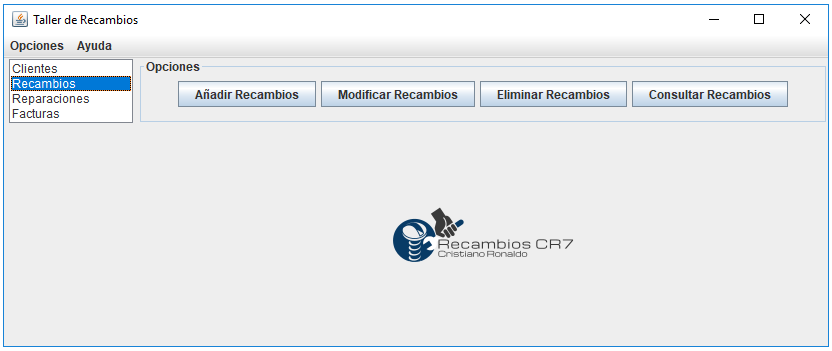 Taller de Recambios
Opciones Ayuda
Clientes
Recambios
Reparaciones
Facturas
Opciones
Añadir Recambios Modificar Recambios Eliminar Recambios Consultar Recambios
Recambios CR7
Cristiano Ronaldo